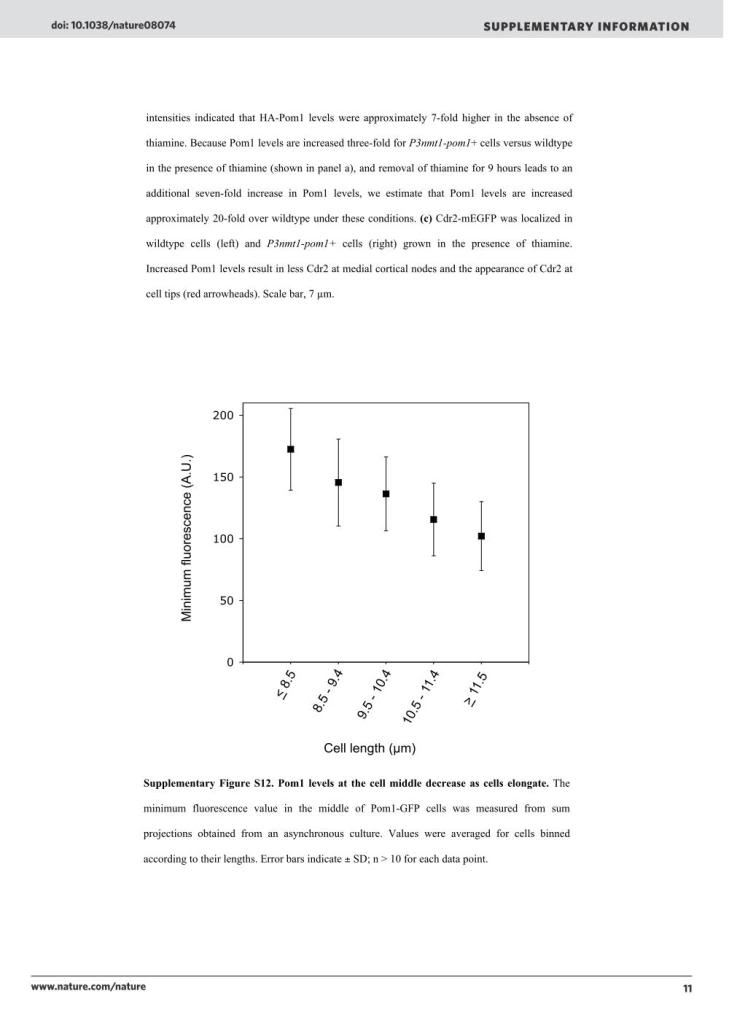 doi: 10.1038/nature08074
SUPPLEMENTARY INFORMATION
intensities indicated that HA-Pom1 levels were approximately 7-fold higher in the absence of
thiamine. Because Pom1 levels are increased three-fold for P3nmt1-pom1+ cells versus wildtype
in the presence of thiamine (shown in panel a), and removal of thiamine for 9 hours leads to an
additional seven-fold increase in Pom1 levels, we estimate that Pom1 levels are increased
approximately 20-fold over wildtype under these conditions. (c) Cdr2-mEGFP was localized in
wildtype cells (left) and P3nmt1-pom1+ cells (right) grown in the presence of thiamine.
Increased Pom1 levels result in less Cdr2 at medial cortical nodes and the appearance of Cdr2 at
cell tips (red arrowheads). Scale bar, 7 µm.
Minimum fluorescence (A.U.)
200
150
100
50
0
≤ 8.5
8.5 - 9.4
9.5 - 10.4
10.5 - 11.4
≥ 11.5
Cell length (µm)
Supplementary Figure S12. Pom1 levels at the cell middle decrease as cells elongate. The
minimum fluorescence value in the middle of Pom1-GFP cells was measured from sum
projections obtained from an asynchronous culture. Values were averaged for cells binned
according to their lengths. Error bars indicate ± SD; n > 10 for each data point.
www.nature.com/nature
11